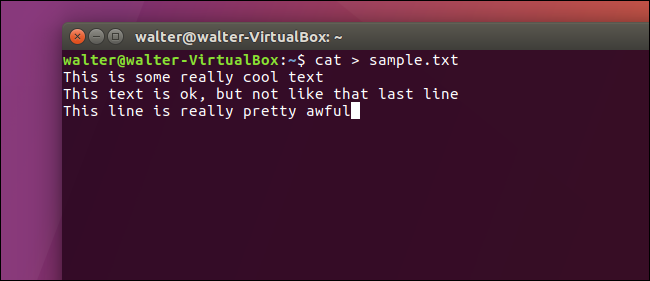 walter@walter-VirtualBox: ~
walter@walter-VirtualBox:~$ cat > sample.txt
This is some really cool text
This text is ok, but not like that last line
This line is really pretty awful